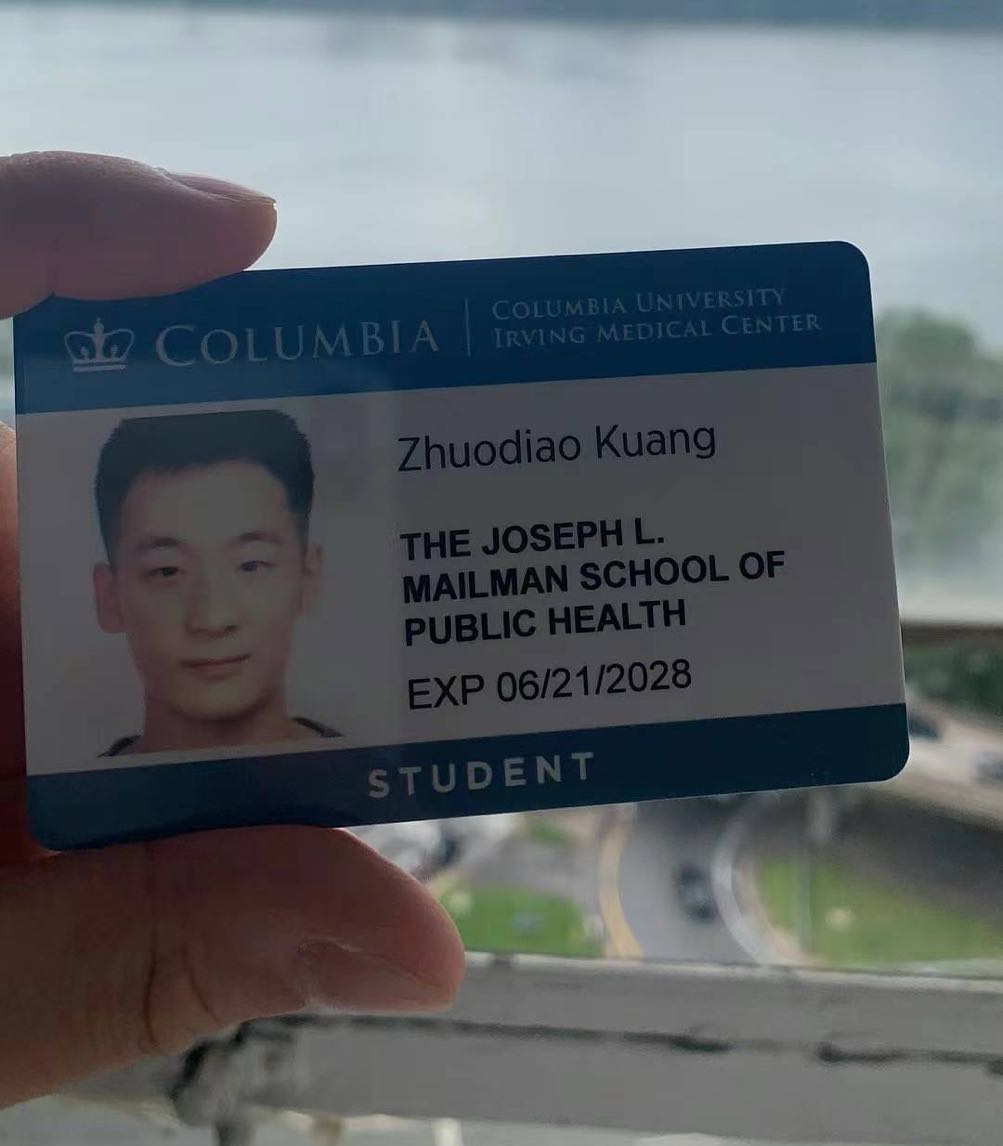 COLUMBIA
COLUMBIA UNIVERSITY
IRVING MEDICAL CENTER
Zhuodiao Kuang
THE JOSEPH L.
MAILMAN SCHOOL OF
PUBLIC HEALTH
EXP 06/21/2028
STUDENT